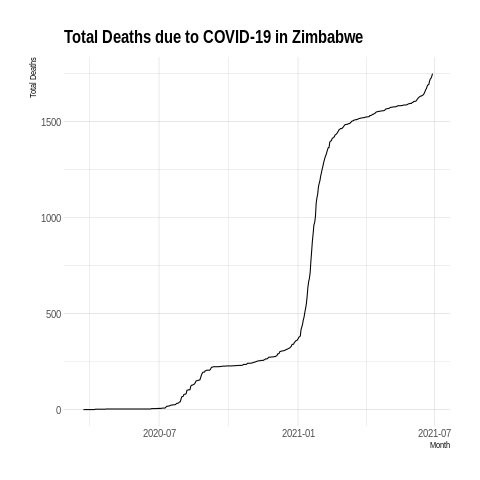 Total Deaths due to COVID-19 in Zimbabwe
Total Deaths
1500
1000
500
0
2020-07
2021-01
2021-07
Month